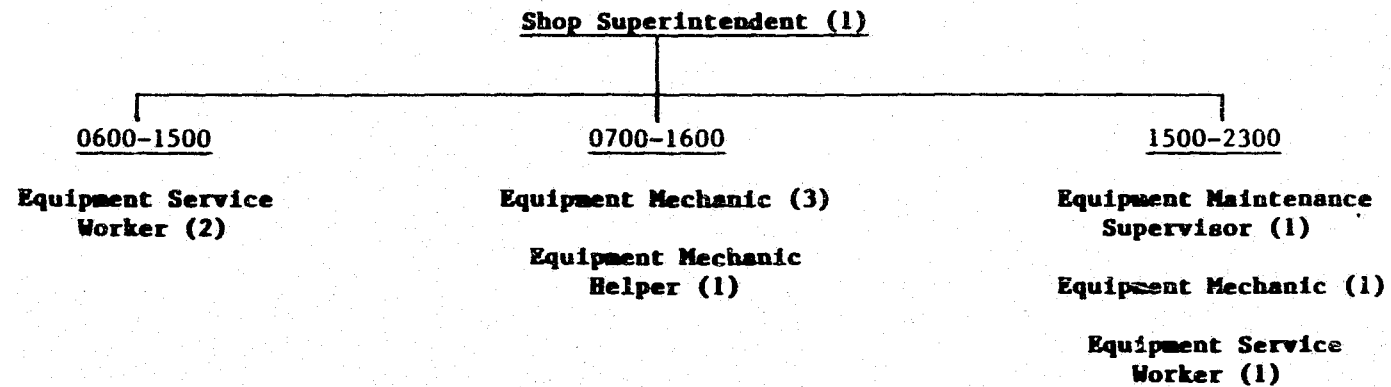 Shop Superintendent (1)
0600-1500
0700-1600
1500-2300
Equipment Service
Worker (2)
Equipment Mechanic (3)
Equipment Mechanic
Helper (1)
Equipment Maintenance
Supervisor (1)
Equipment Mechanic (1)
Equipment Service
Worker (1)